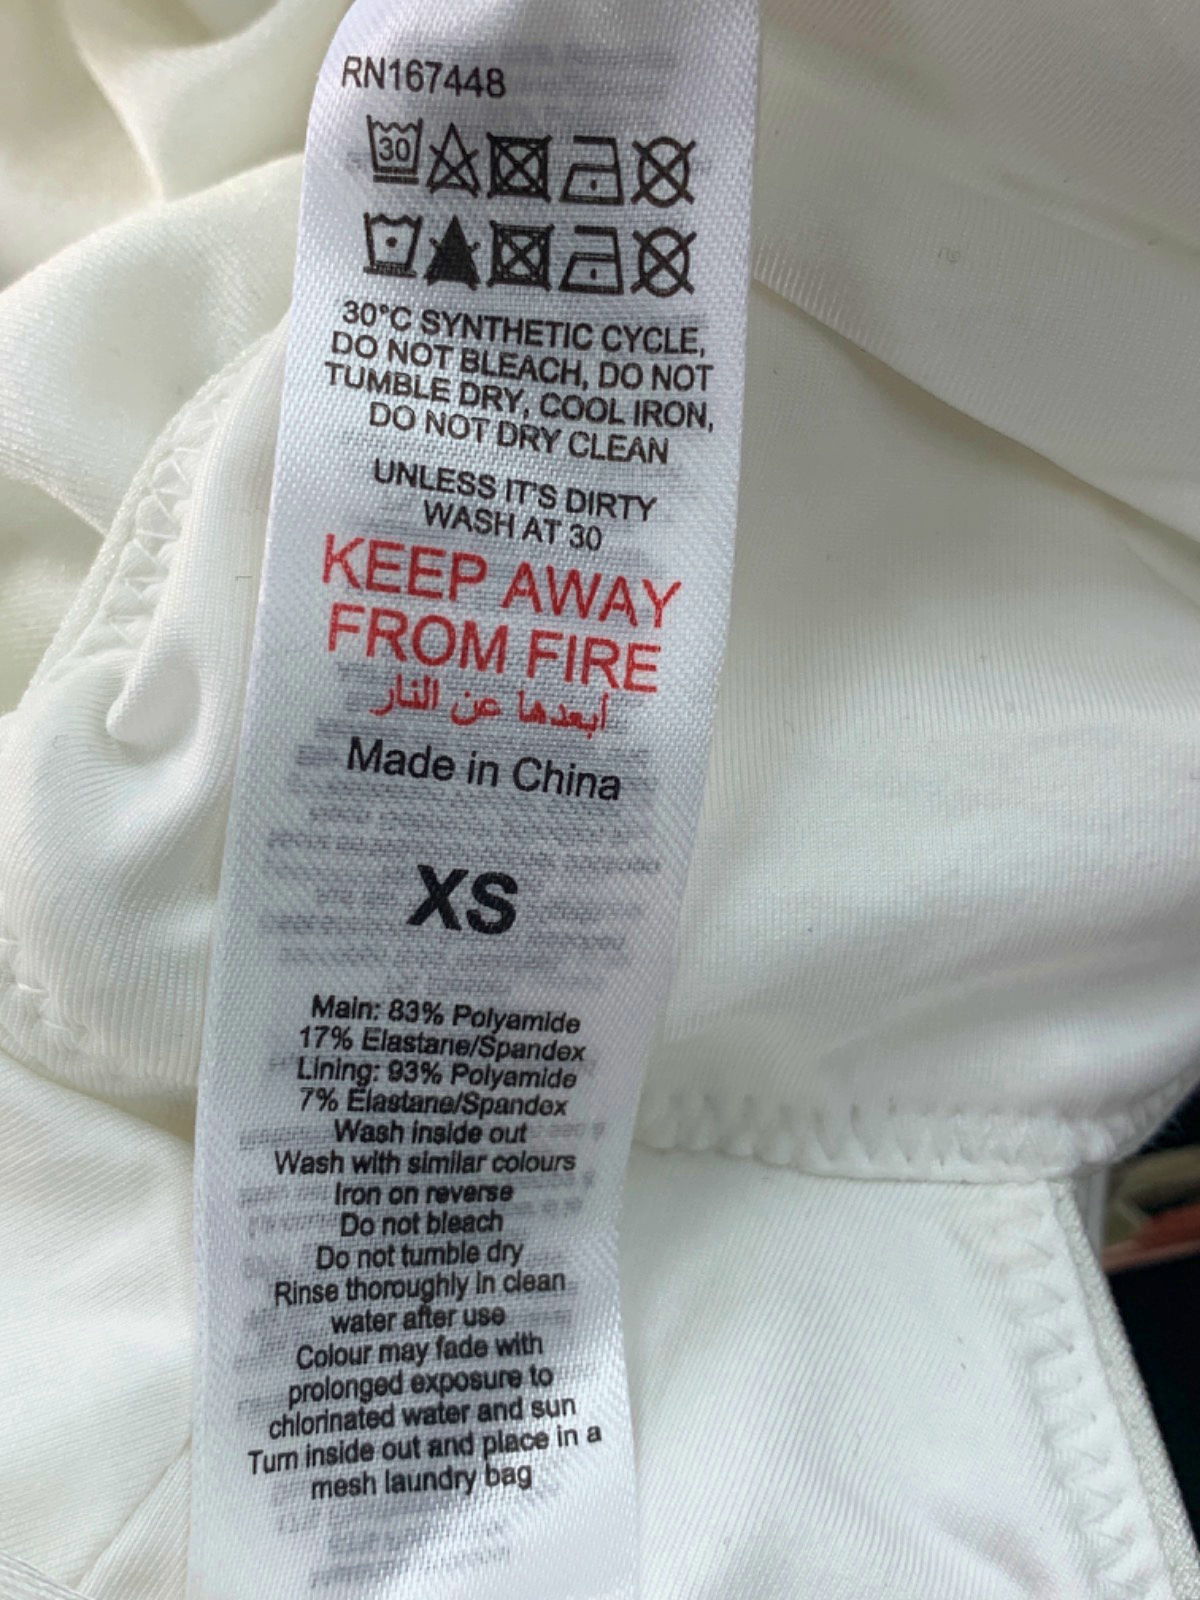 RN167448
30
30°C SYNTHETIC CYCLE,
DO NOT BLEACH, DO NOT
TUMBLE DRY, COOL IRON,
DO NOT DRY CLEAN
UNLESS IT'S DIRTY
WASH AT 30
KEEP AWAY
FROM FIRE
أبعدها عن النار
Made in China
XS
Main: 83% Polyamide
17% Elastane/Spandex
Lining: 93% Polyamide
7% Elastane/Spandex
Wash inside out
Wash with similar colours
Iron on reverse
Do not bleach
Do not tumble dry
Rinse thoroughly in clean
water after use
Colour may fade with
prolonged exposure to
chlorinated water and sun
Turn inside out and place in a
mesh laundry bag